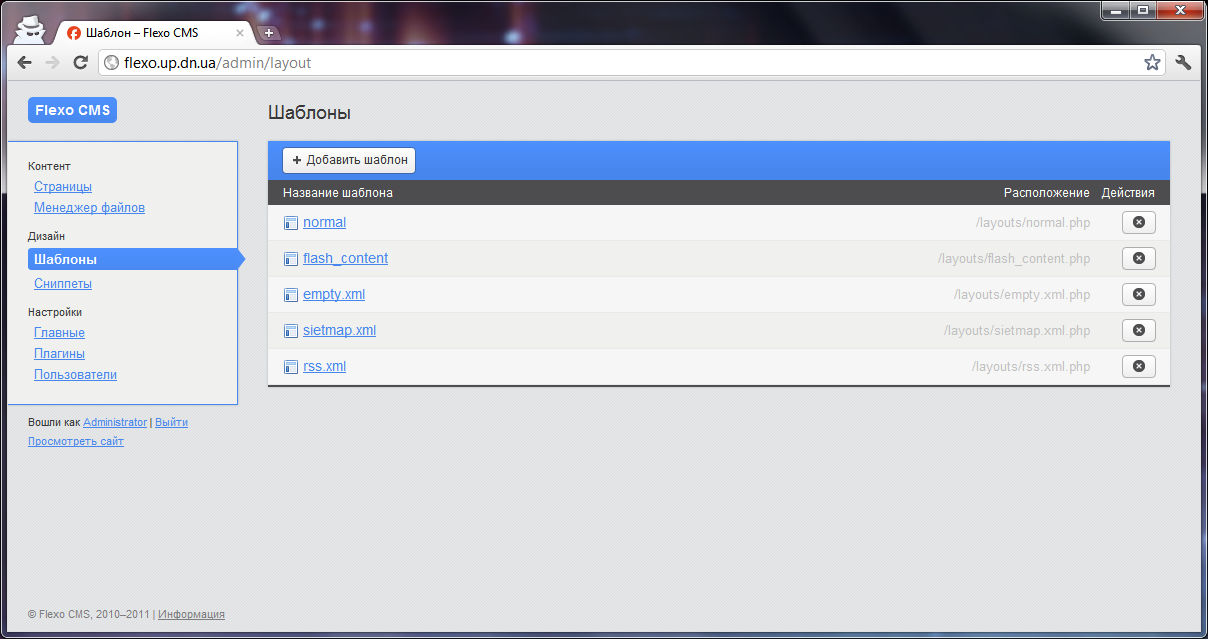 Шаблон – Flexo CMS
flexo.up.dn.ua/admin/layout
Flexo CMS
Контент
Страницы
Менеджер файлов
Дизайн
Шаблоны
Сниппеты
Настройки
Главные
Плагины
Пользователи
Вошли как Administrator | Выйти
Просмотреть сайт
Шаблоны
Добавить шаблон
Название шаблона Расположение Действия
normal /layouts/normal.php
flash_content /layouts/flash_content.php
empty.xml /layouts/empty.xml.php
sietmap.xml /layouts/sietmap.xml.php
rss.xml /layouts/rss.xml.php
© Flexo CMS, 2010–2011 | Информация